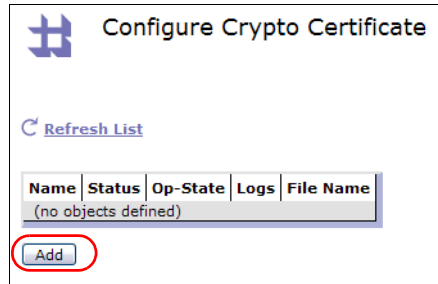 Configure Crypto Certificate
Refresh List
Name Status Op-State Logs File Name
(no objects defined)
Add